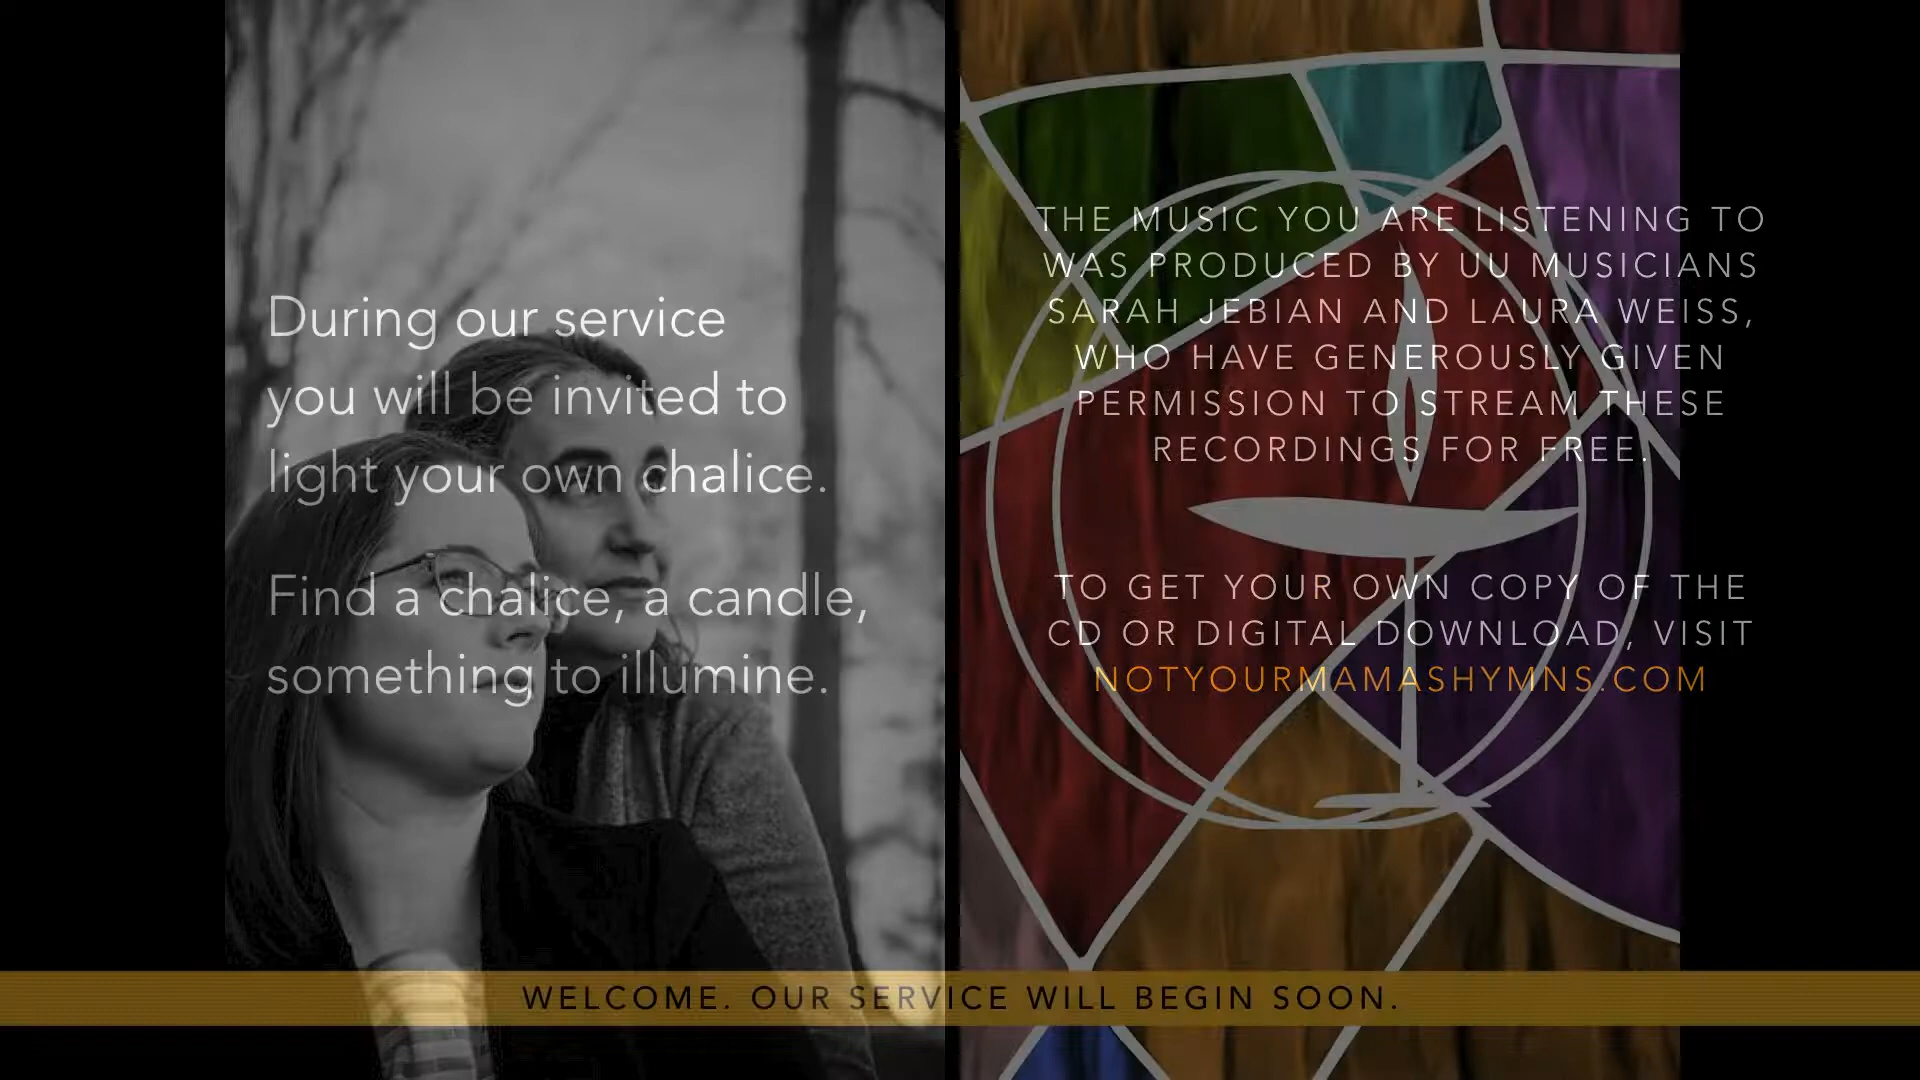 During our service
you will be invited to
light your own chalice.
Find a chalice, a candle,
something to illumine.
THE MUSIC YOU ARE LISTENING TO
WAS PRODUCED BY UU MUSICIANS
SARAH JEBIAN AND LAURA WEISS,
WHO HAVE GENEROUSLY GIVEN
PERMISSION TO STREAM THESE
RECORDINGS FOR FREE.
TO GET YOUR OWN COPY OF THE
CD OR DIGITAL DOWNLOAD, VISIT
NOTYOURMAMASHYMNS.COM
WELCOME. OUR SERVICE WILL BEGIN SOON.